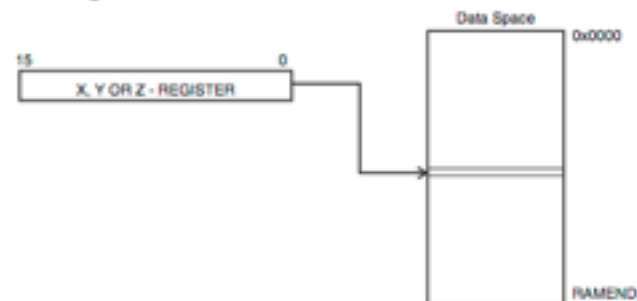 Data Space
0x0000
15 0
X, Y OR Z - REGISTER
RAMEND